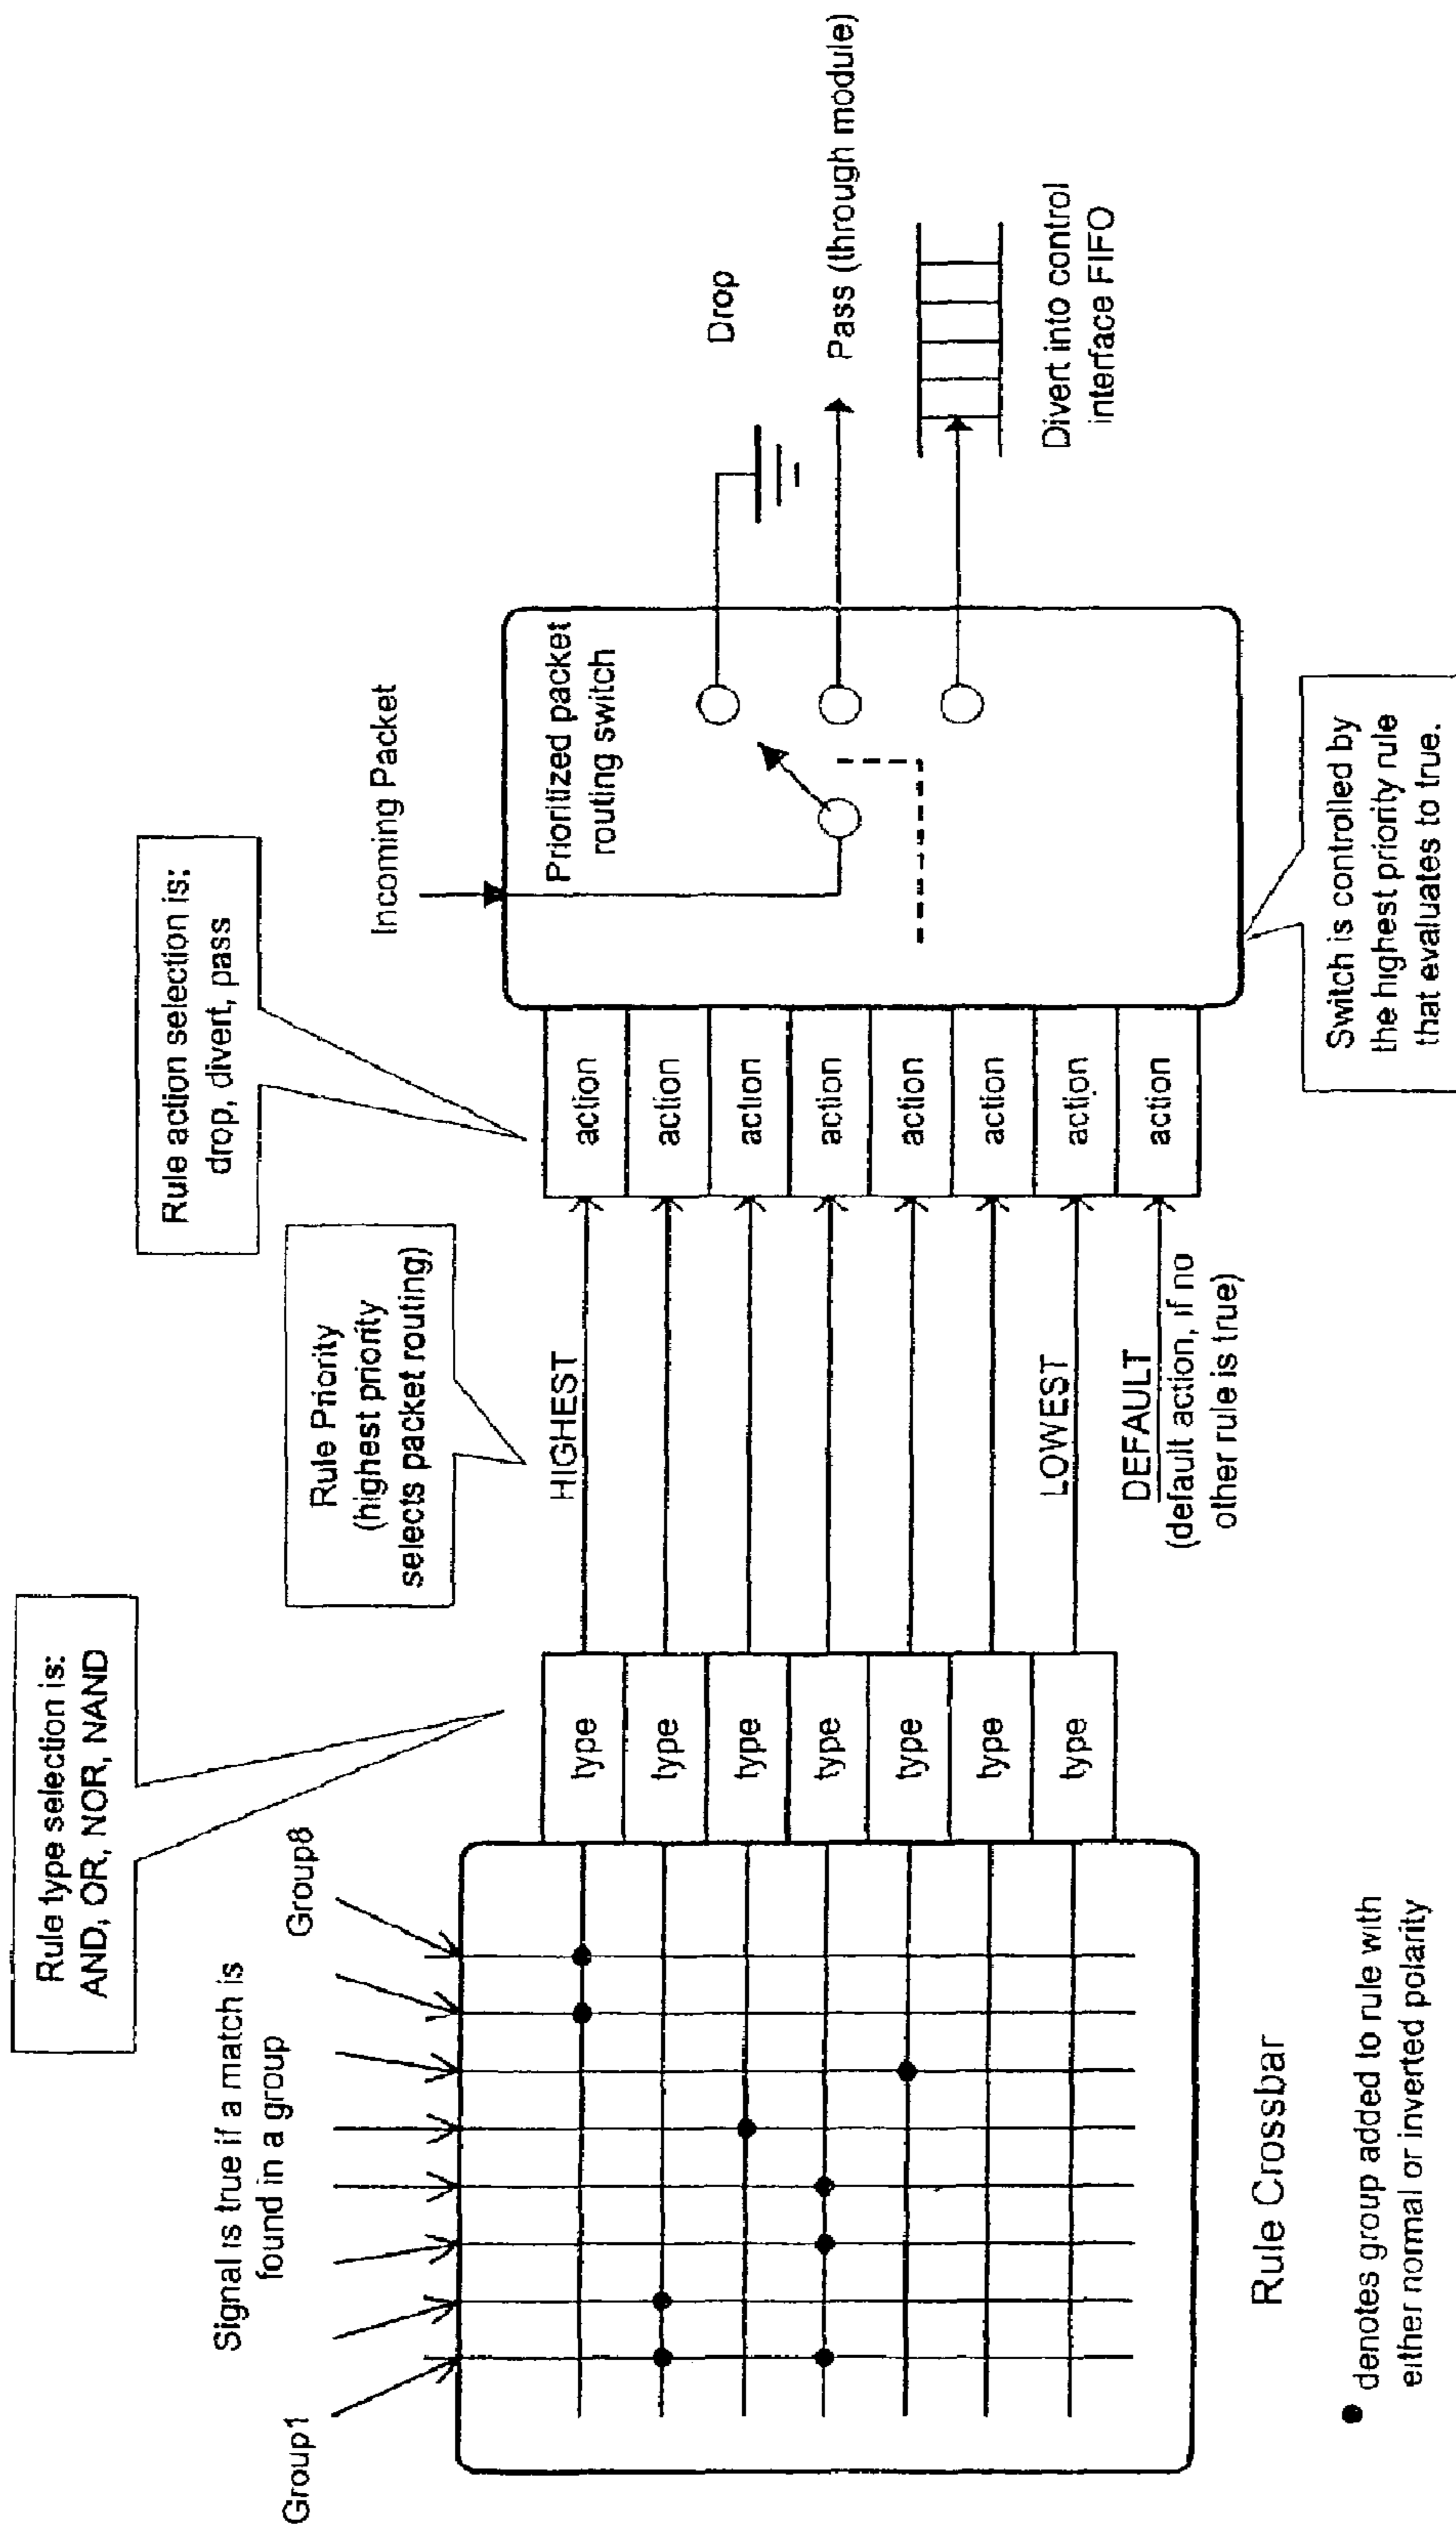 Rule type selection is:
AND, OR, NOR, NAND
Rule action selection is:
drop, divert, pass
Rule Priority
(highest priority
selects packet routing)
Signal is true if a match is
found in a group
Group1
Group8
Incoming Packet
Prioritized packet
routing switch
HIGHEST
LOWEST
DEFAULT
(default action, if no
other rule is true)
type
type
type
type
type
type
type
action
action
action
action
action
action
action
action
Drop
Pass (through module)
Divert into control
interface FIFO
Switch is controlled by
the highest priority rule
that evaluates to true.
Rule Crossbar
denotes group added to rule with
either normal or inverted polarity